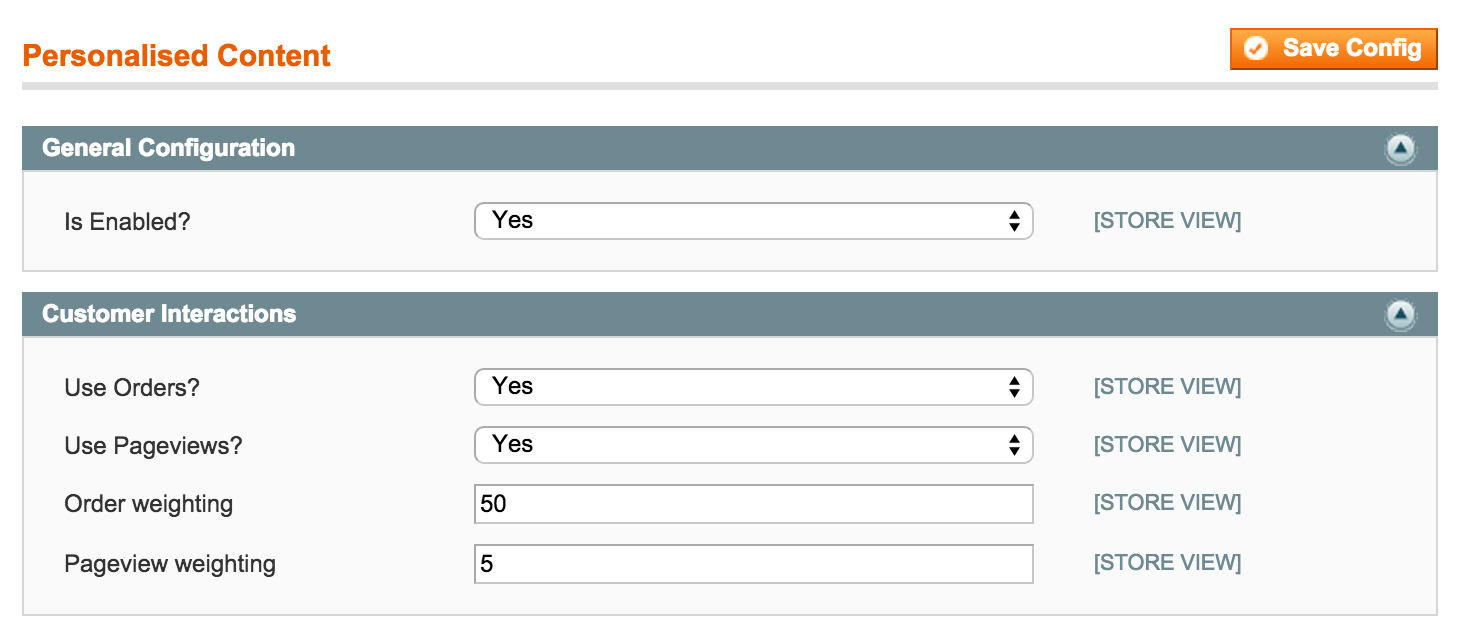 Personalised Content
Save Config
General Configuration
Is Enabled? Yes [STORE VIEW]
Customer Interactions
Use Orders? Yes [STORE VIEW]
Use Pageviews? Yes [STORE VIEW]
Order weighting 50 [STORE VIEW]
Pageview weighting 5 [STORE VIEW]